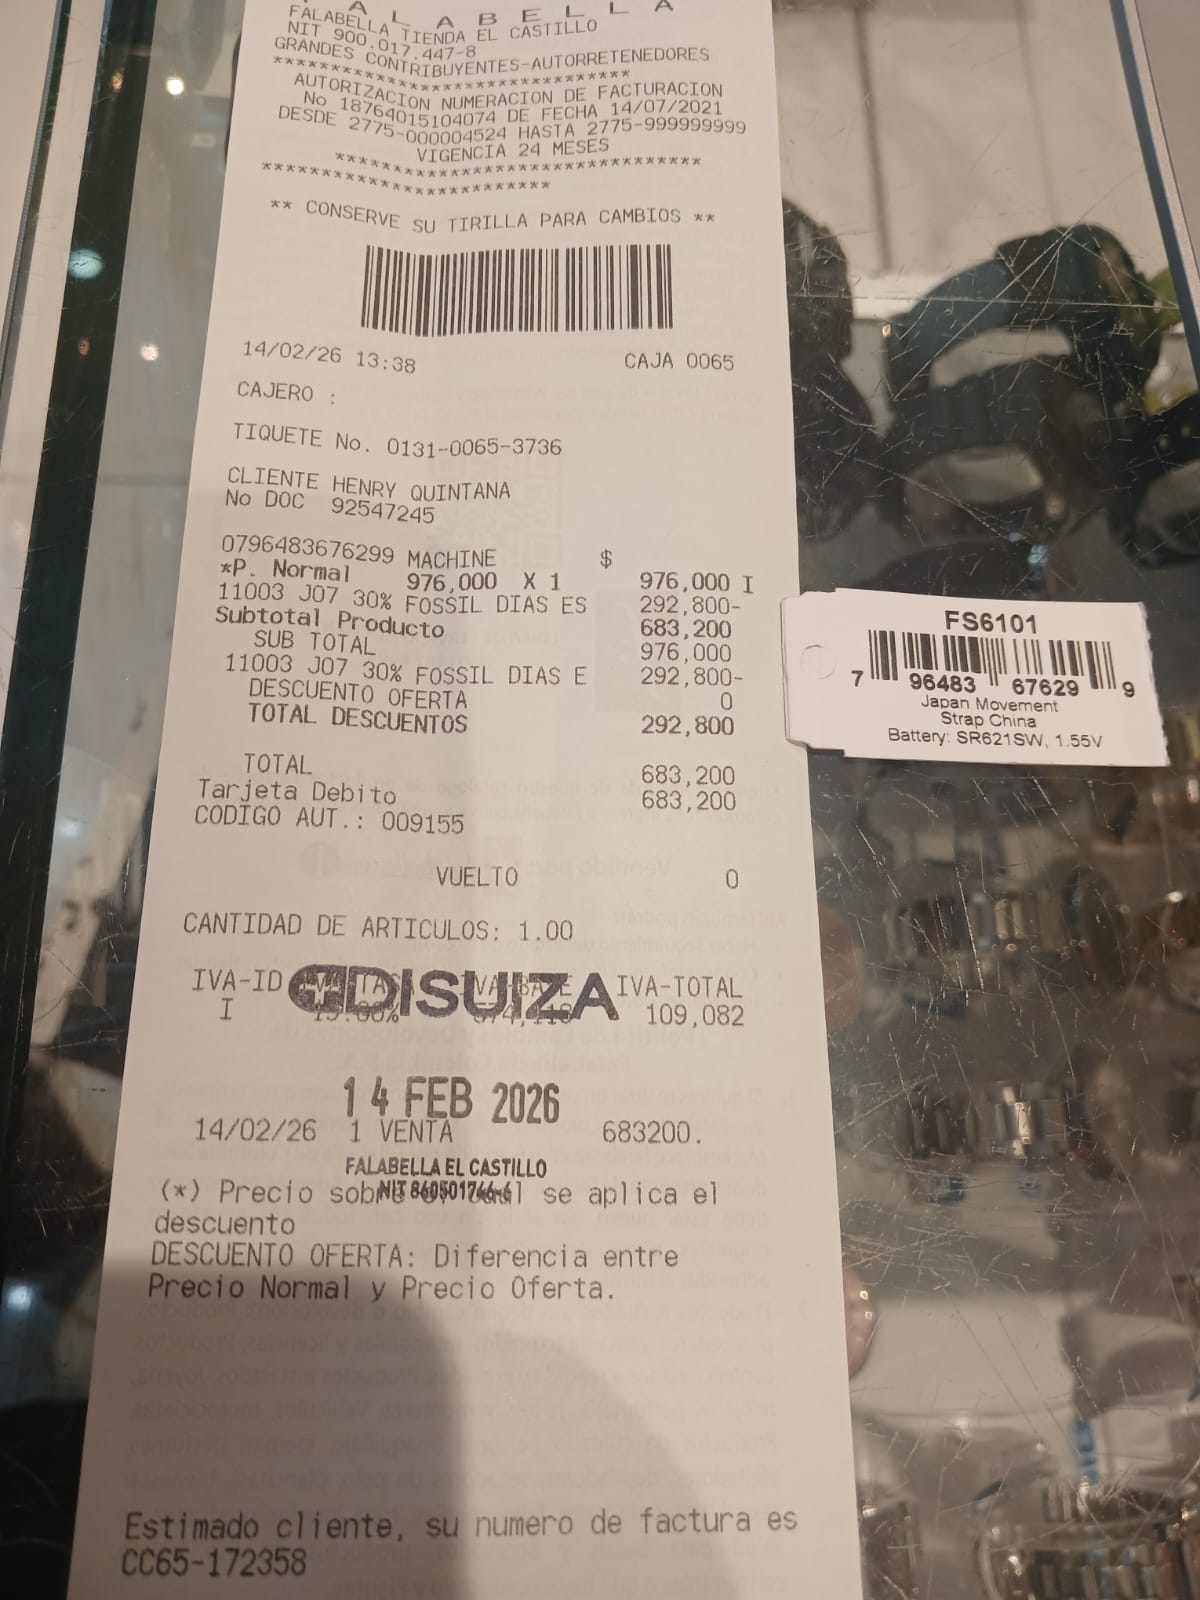 FALABELLA
FALABELLA TIENDA EL CASTILLO
NIT 900.017.447-8
GRANDES CONTRIBUYENTES-AUTORRETENEDORES
*********************************
AUTORIZACION NUMERACION DE FACTURACION
No 18764015104074 DE FECHA 14/07/2021
DESDE 2775-000004524 HASTA 2775-999999999
VIGENCIA 24 MESES
*********************************
*************************
** CONSERVE SU TIRILLA PARA CAMBIOS **
14/02/26 13:38 CAJA 0065
CAJERO :
TIQUETE No. 0131-0065-3736
CLIENTE HENRY QUINTANA
No DOC 92547245
0796483676299 MACHINE $
*P. Normal 976,000 X 1 976,000 I
11003 J07 30% FOSSIL DIAS ES 292,800-
Subtotal Producto 683,200
SUB TOTAL 976,000
11003 J07 30% FOSSIL DIAS E 292,800-
DESCUENTO OFERTA 0
TOTAL DESCUENTOS 292,800
TOTAL 683,200
Tarjeta Debito 683,200
CODIGO AUT.: 009155
VUELTO 0
CANTIDAD DE ARTICULOS: 1.00
IVA-ID IVA-TOTAL
DISUIZA
I 109,082
14 FEB 2026
14/02/26 1 VENTA 683200.
FALABELLA EL CASTILLO
NIT
(*) Precio se aplica el
descuento
DESCUENTO OFERTA: Diferencia entre
Precio Normal y Precio Oferta.
Estimado cliente, su numero de factura es
CC65-172358
FS6101
7 96483 67629 9
Japan Movement
Strap China
Battery: SR621SW, 1.55V